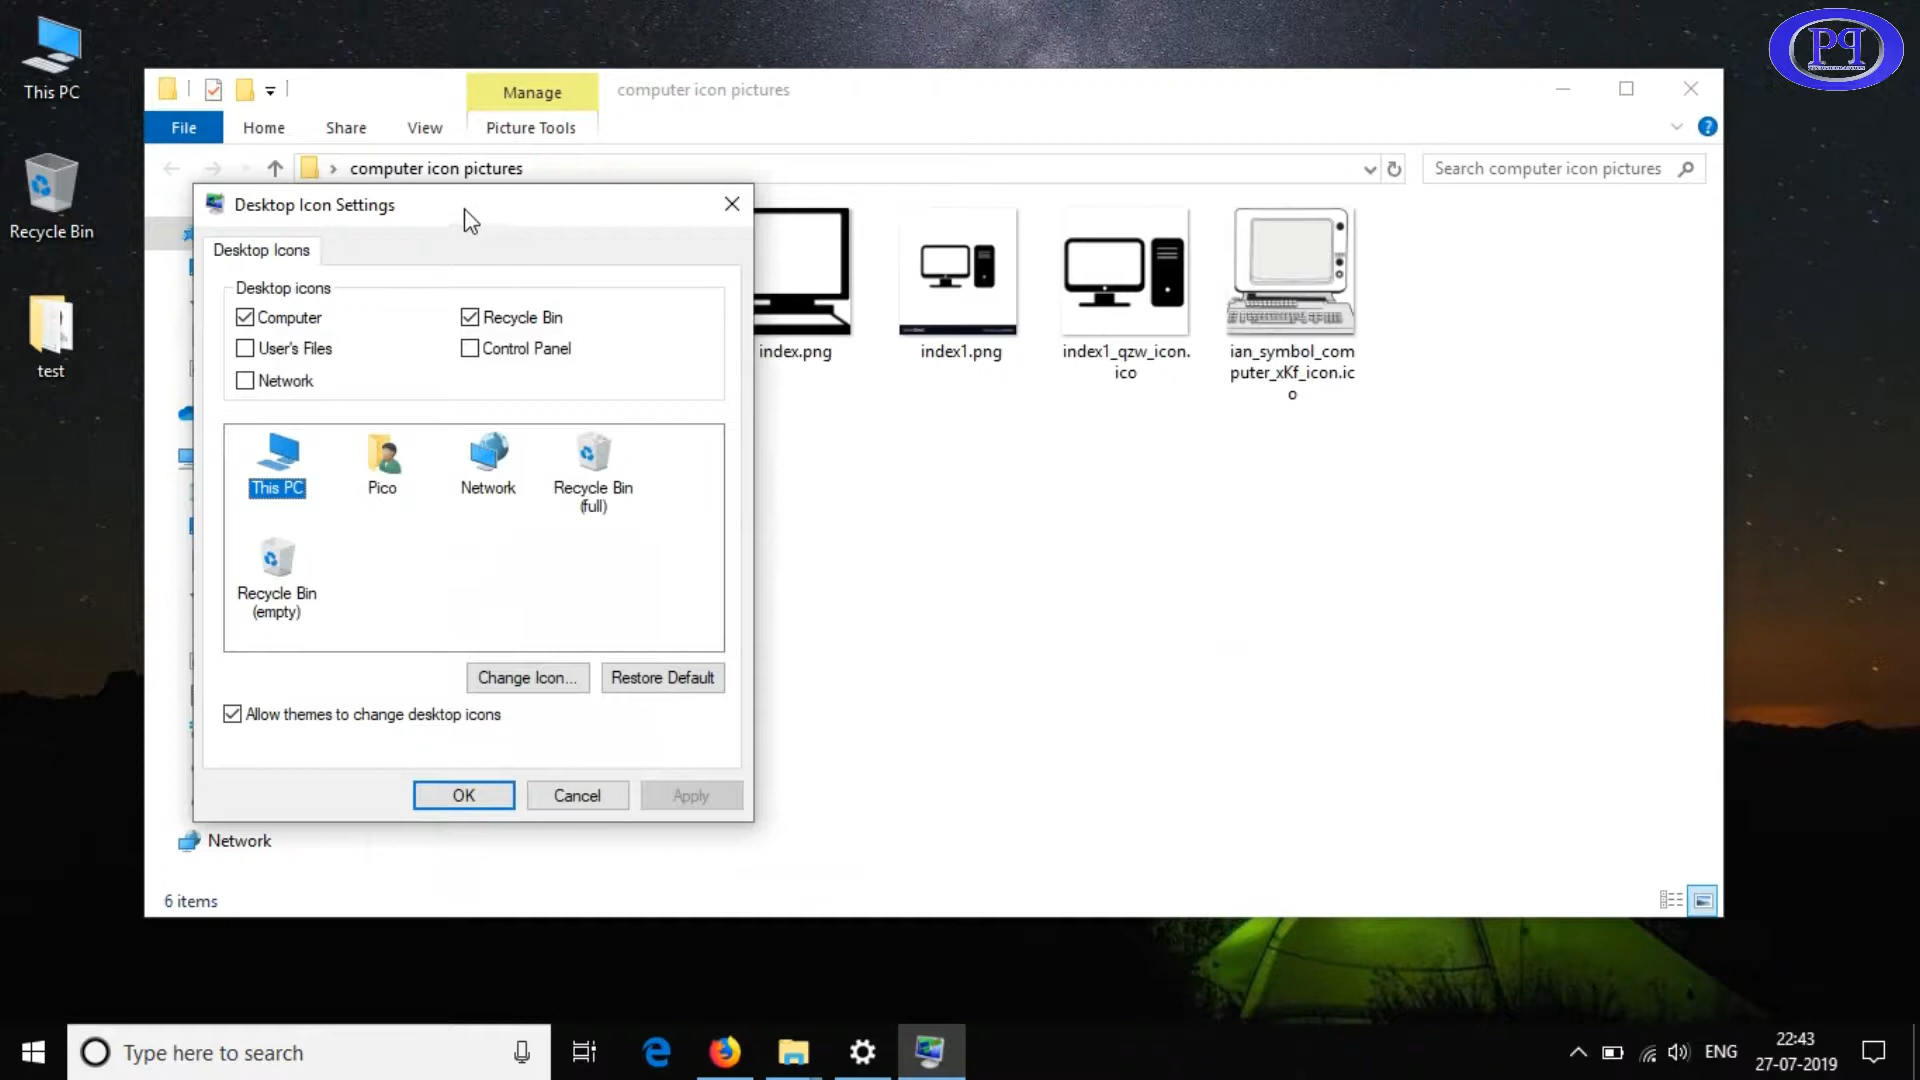 This PC
Recycle Bin
test
Manage
computer icon pictures
File
Home
Share
View
Picture Tools
computer icon pictures
Search computer icon pictures
Desktop Icon Settings
Desktop Icons
Desktop icons
Computer
Recycle Bin
User's Files
Control Panel
Network
This PC
Pico
Network
Recycle Bin
(full)
Recycle Bin
(empty)
Change Icon...
Restore Default
Allow themes to change desktop icons
OK
Cancel
Apply
index.png
index1.png
index1_qzw_icon.
ico
ian_symbol_com
puter_xKf_icon.ic
o
Network
6 items
Type here to search
ENG
22:43
27-07-2019